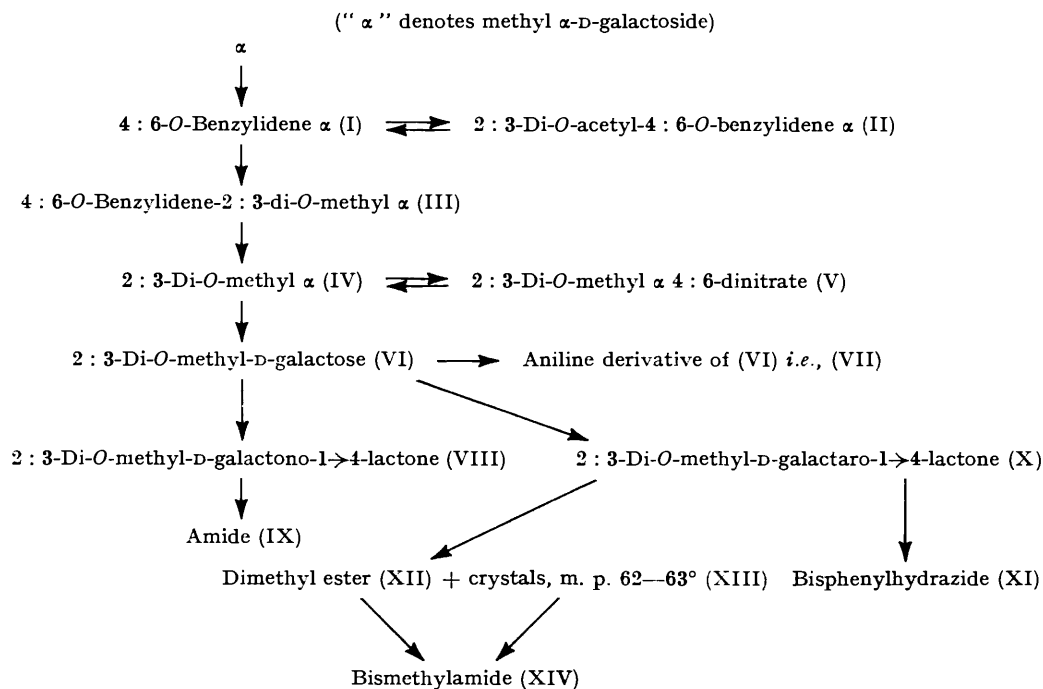 (“ α ” denotes methyl α-D-galactoside)
α
4 : 6-O-Benzylidene α (I)
2 : 3-Di-O-acetyl-4 : 6-O-benzylidene α (II)
4 : 6-O-Benzylidene-2 : 3-di-O-methyl α (III)
2 : 3-Di-O-methyl α (IV)
2 : 3-Di-O-methyl α 4 : 6-dinitrate (V)
2 : 3-Di-O-methyl-D-galactose (VI)
Aniline derivative of (VI) i.e., (VII)
2 : 3-Di-O-methyl-D-galactono-1→4-lactone (VIII)
2 : 3-Di-O-methyl-D-galactaro-1→4-lactone (X)
Amide (IX)
Dimethyl ester (XII) + crystals, m. p. 62—63° (XIII)
Bisphenylhydrazide (XI)
Bismethylamide (XIV)